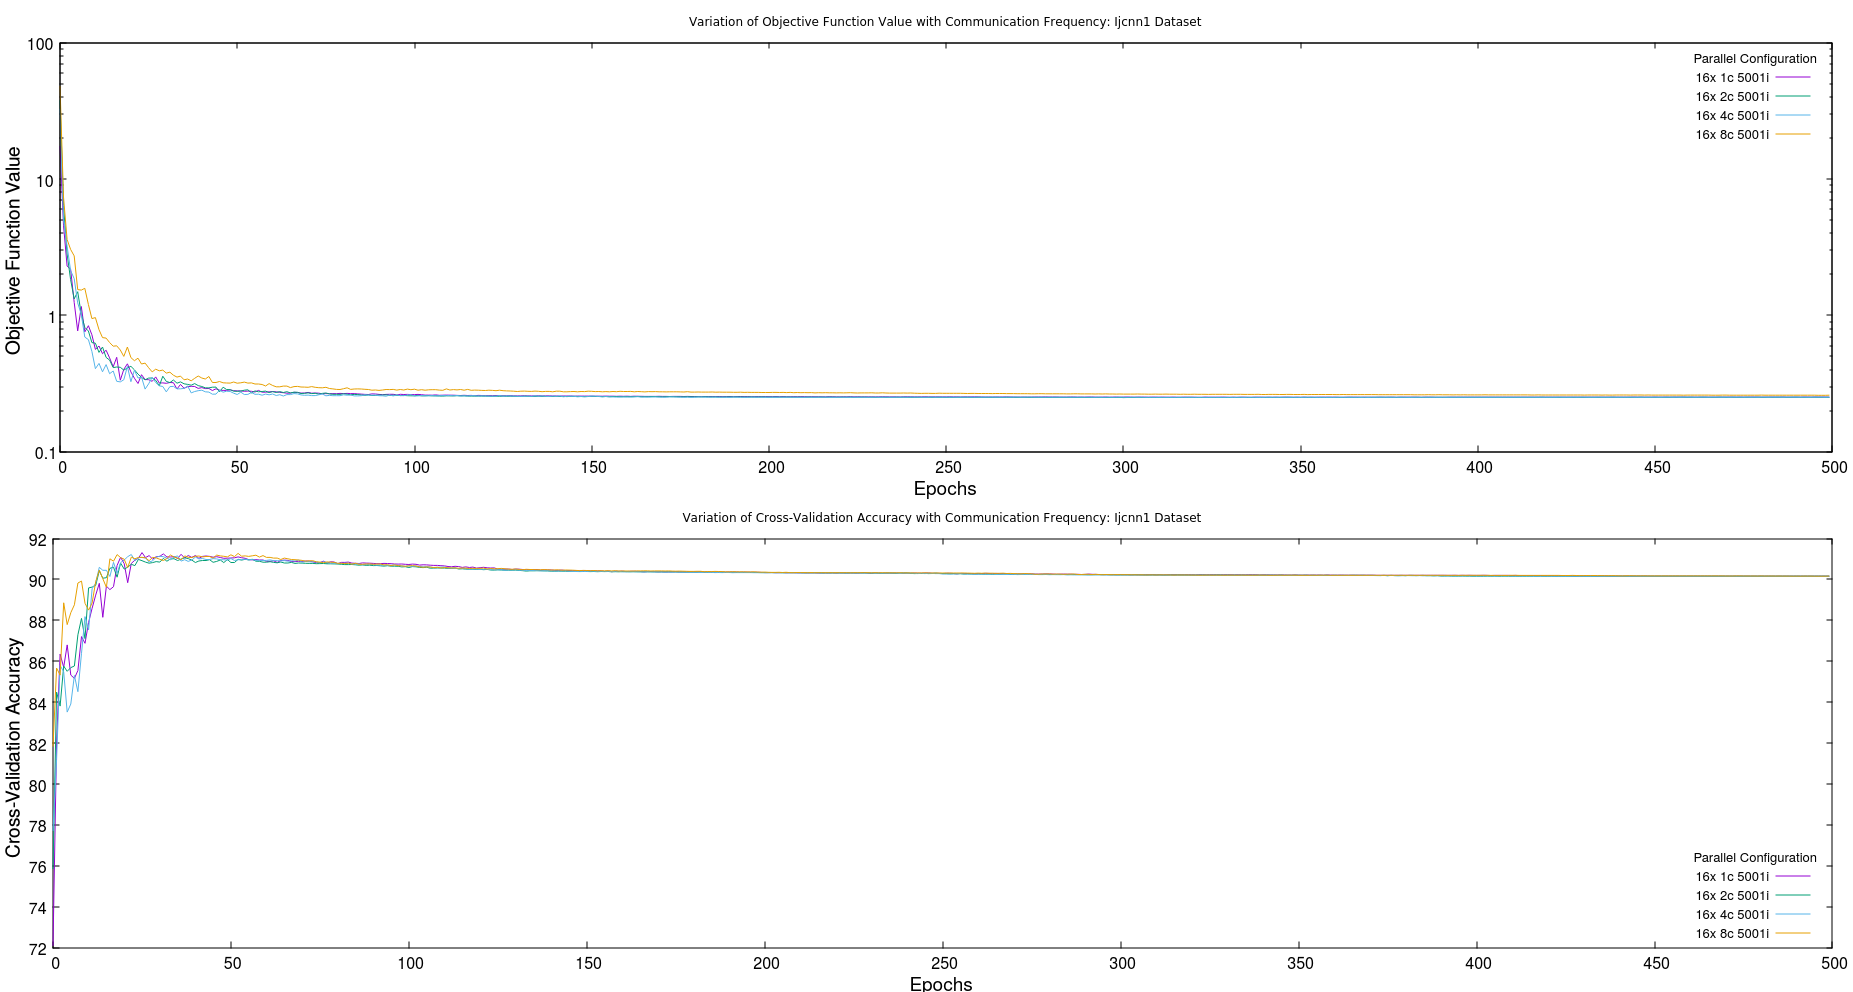 Variation of Objective Function Value with Communication Frequency: Ijcnn1 Dataset
100
10
1
0.1
Objective Function Value
Parallel Configuration
16x 1c 5001i
16x 2c 5001i
16x 4c 5001i
16x 8c 5001i
0 50 100 150 200 250 300 350 400 450 500
Epochs
Variation of Cross-Validation Accuracy with Communication Frequency: Ijcnn1 Dataset
92
90
88
86
84
82
80
78
76
74
72
Cross-Validation Accuracy
Parallel Configuration
16x 1c 5001i
16x 2c 5001i
16x 4c 5001i
16x 8c 5001i
0 50 100 150 200 250 300 350 400 450 500
Epochs